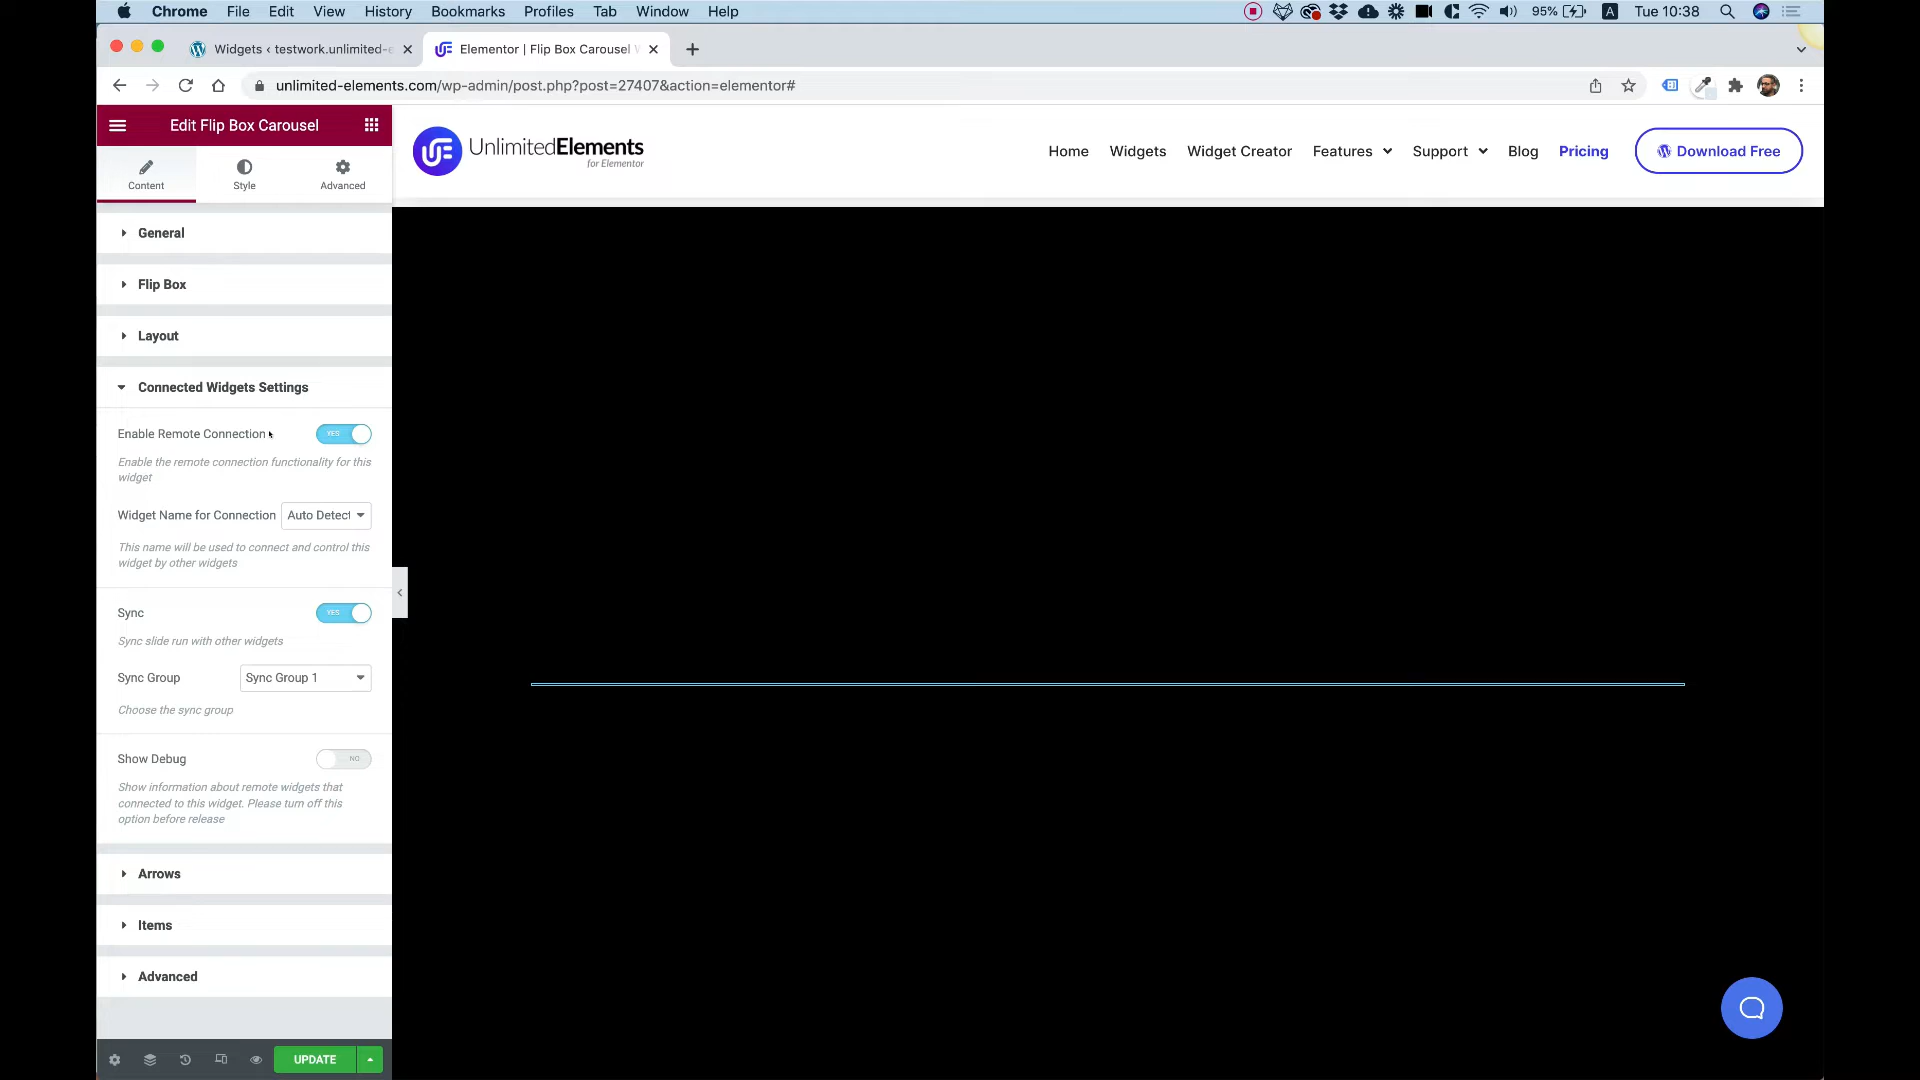 Chrome File Edit View History Bookmarks Profiles Tab Window Help 95% A Tue 10:38
Widgets ‹ testwork.unlimited-e
Elementor | Flip Box Carousel
unlimited-elements.com/wp-admin/post.php?post=27407&action=elementor#
Edit Flip Box Carousel
Content Style Advanced
General
Flip Box
Layout
Connected Widgets Settings
Enable Remote Connection YES
Enable the remote connection functionality for this
widget
Widget Name for Connection Auto Detect
This name will be used to connect and control this
widget by other widgets
Sync YES
Sync slide run with other widgets
Sync Group Sync Group 1
Choose the sync group
Show Debug NO
Show information about remote widgets that
connected to this widget. Please turn off this
option before release
Arrows
Items
Advanced
UPDATE
UnlimitedElements
for Elementor
Home Widgets Widget Creator Features Support Blog Pricing Download Free